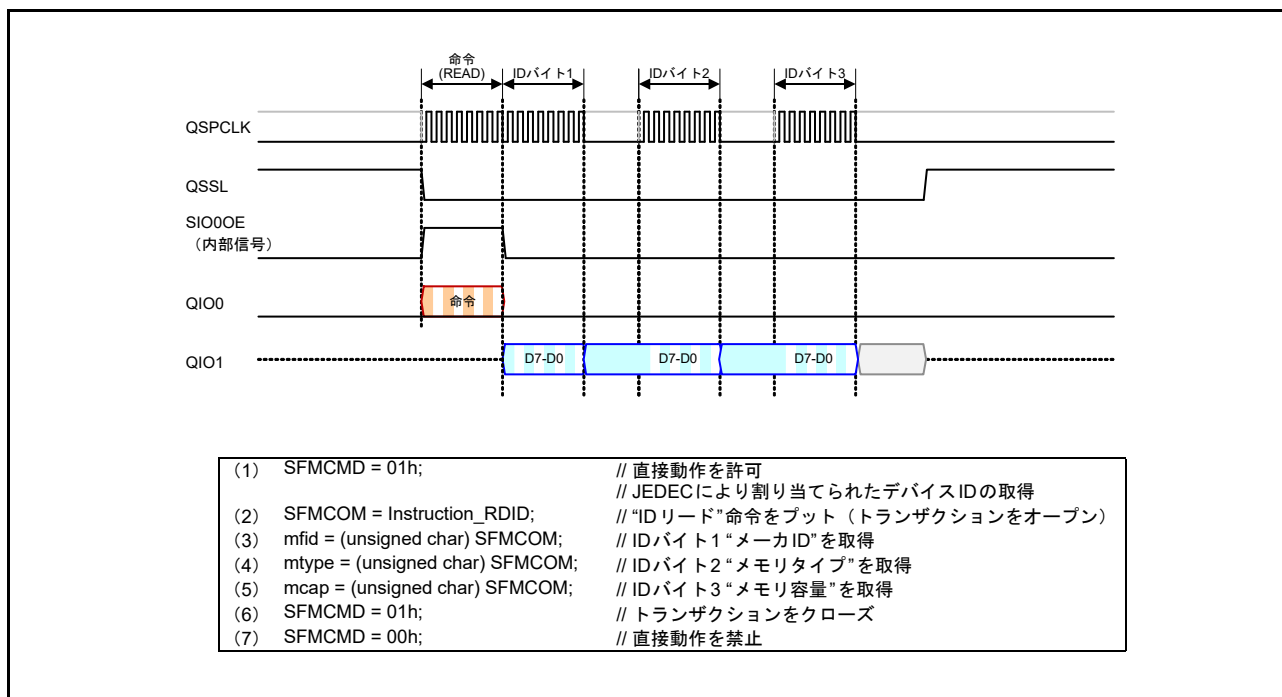 命令
(READ)
IDバイト1
IDバイト2
IDバイト3
QSPCLK
QSSL
SIO0OE
（内部信号）
QIO0
命令
QIO1
D7-D0
D7-D0
D7-D0
（1） SFMCMD = 01h; // 直接動作を許可
// JEDECにより割り当てられたデバイスIDの取得
（2） SFMCOM = Instruction_RDID; // “IDリード”命令をプット（トランザクションをオープン）
（3） mfid = (unsigned char) SFMCOM; // IDバイト1 “メーカID”を取得
（4） mtype = (unsigned char) SFMCOM; // IDバイト2 “メモリタイプ”を取得
（5） mcap = (unsigned char) SFMCOM; // IDバイト3 “メモリ容量”を取得
（6） SFMCMD = 01h; // トランザクションをクローズ
（7） SFMCMD = 00h; // 直接動作を禁止